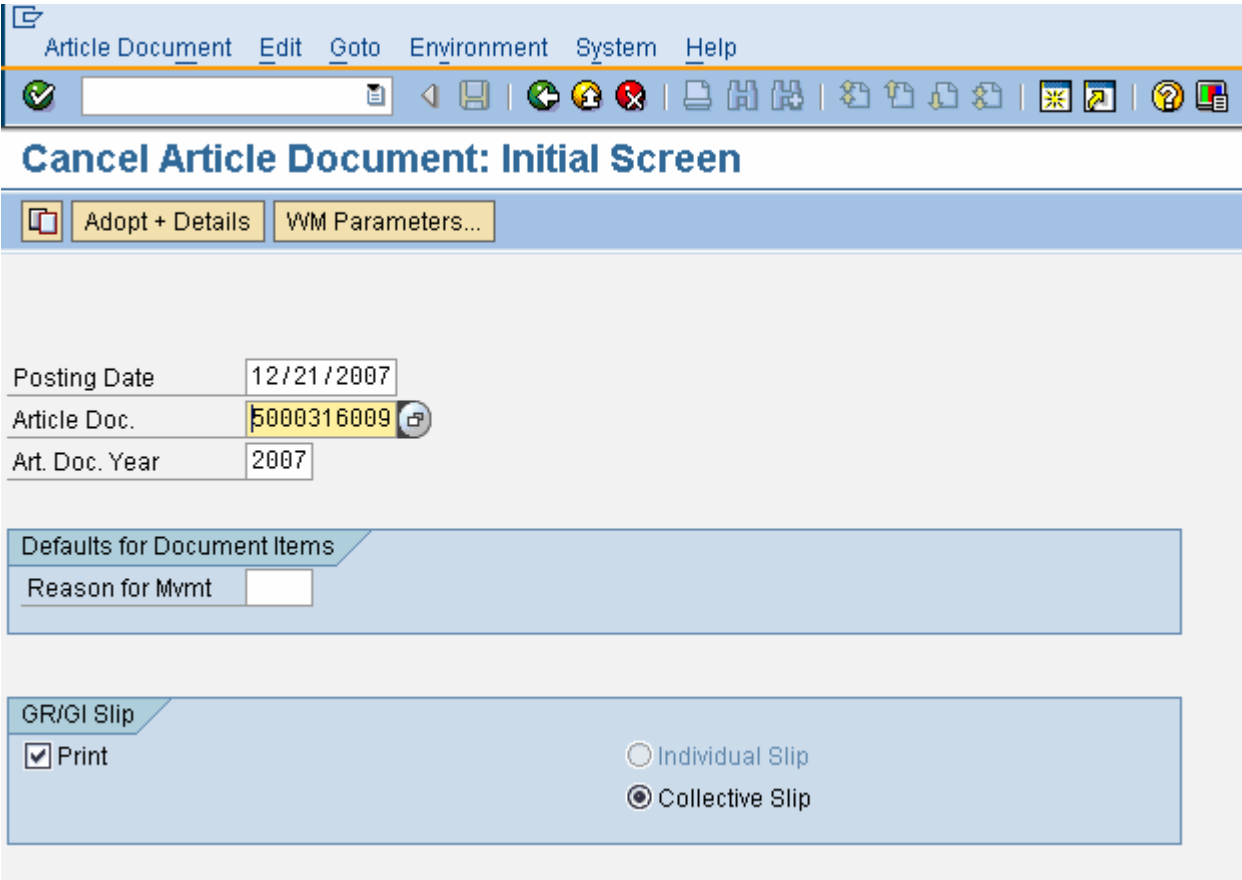 Article Document Edit Goto Environment System Help
Cancel Article Document: Initial Screen
Adopt + Details WM Parameters...
Posting Date 12/21/2007
Article Doc. 5000316009
Art. Doc. Year 2007
Defaults for Document Items
Reason for Mvmt
GR/GI Slip
Print Individual Slip
Collective Slip